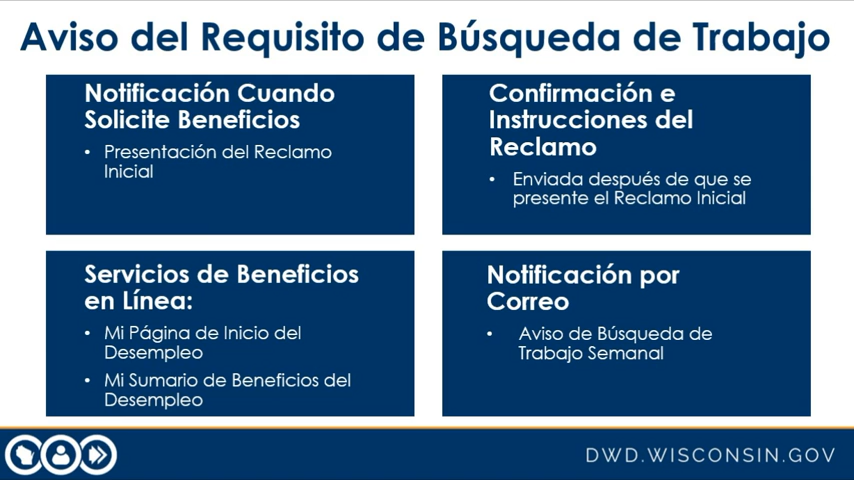 Aviso del Requisito de Búsqueda de Trabajo
Notificación Cuando
Solicite Beneficios
• Presentación del Reclamo
Inicial
Confirmación e
Instrucciones del
Reclamo
• Enviada después de que se
presente el Reclamo Inicial
Servicios de Beneficios
en Línea:
• Mi Página de Inicio del
Desempleo
• Mi Sumario de Beneficios del
Desempleo
Notificación por
Correo
• Aviso de Búsqueda de
Trabajo Semanal
DWD.WISCONSIN.GOV